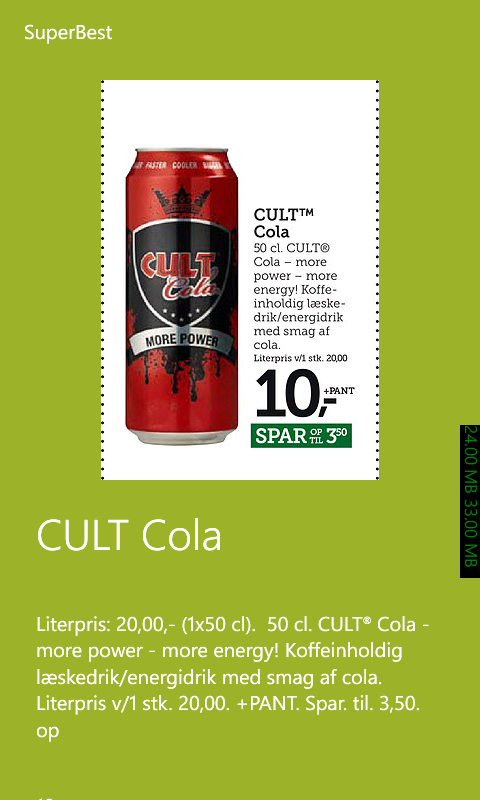 SuperBest
FASTER COOLER
CULT
Cola
MORE POWER
CULT™
Cola
50 cl. CULT®
Cola – more
power – more
energy! Koffe-
inholdig læske-
drik/energidrik
med smag af
cola.
Literpris v/1 stk. 20,00
10,- +PANT
SPAR OP TIL 3⁵⁰
24.00 MB 33.00 MB
CULT Cola
Literpris: 20,00,- (1x50 cl).  50 cl. CULT® Cola -
more power - more energy! Koffeinholdig
læskedrik/energidrik med smag af cola.
Literpris v/1 stk. 20,00. +PANT. Spar. til. 3,50.
op